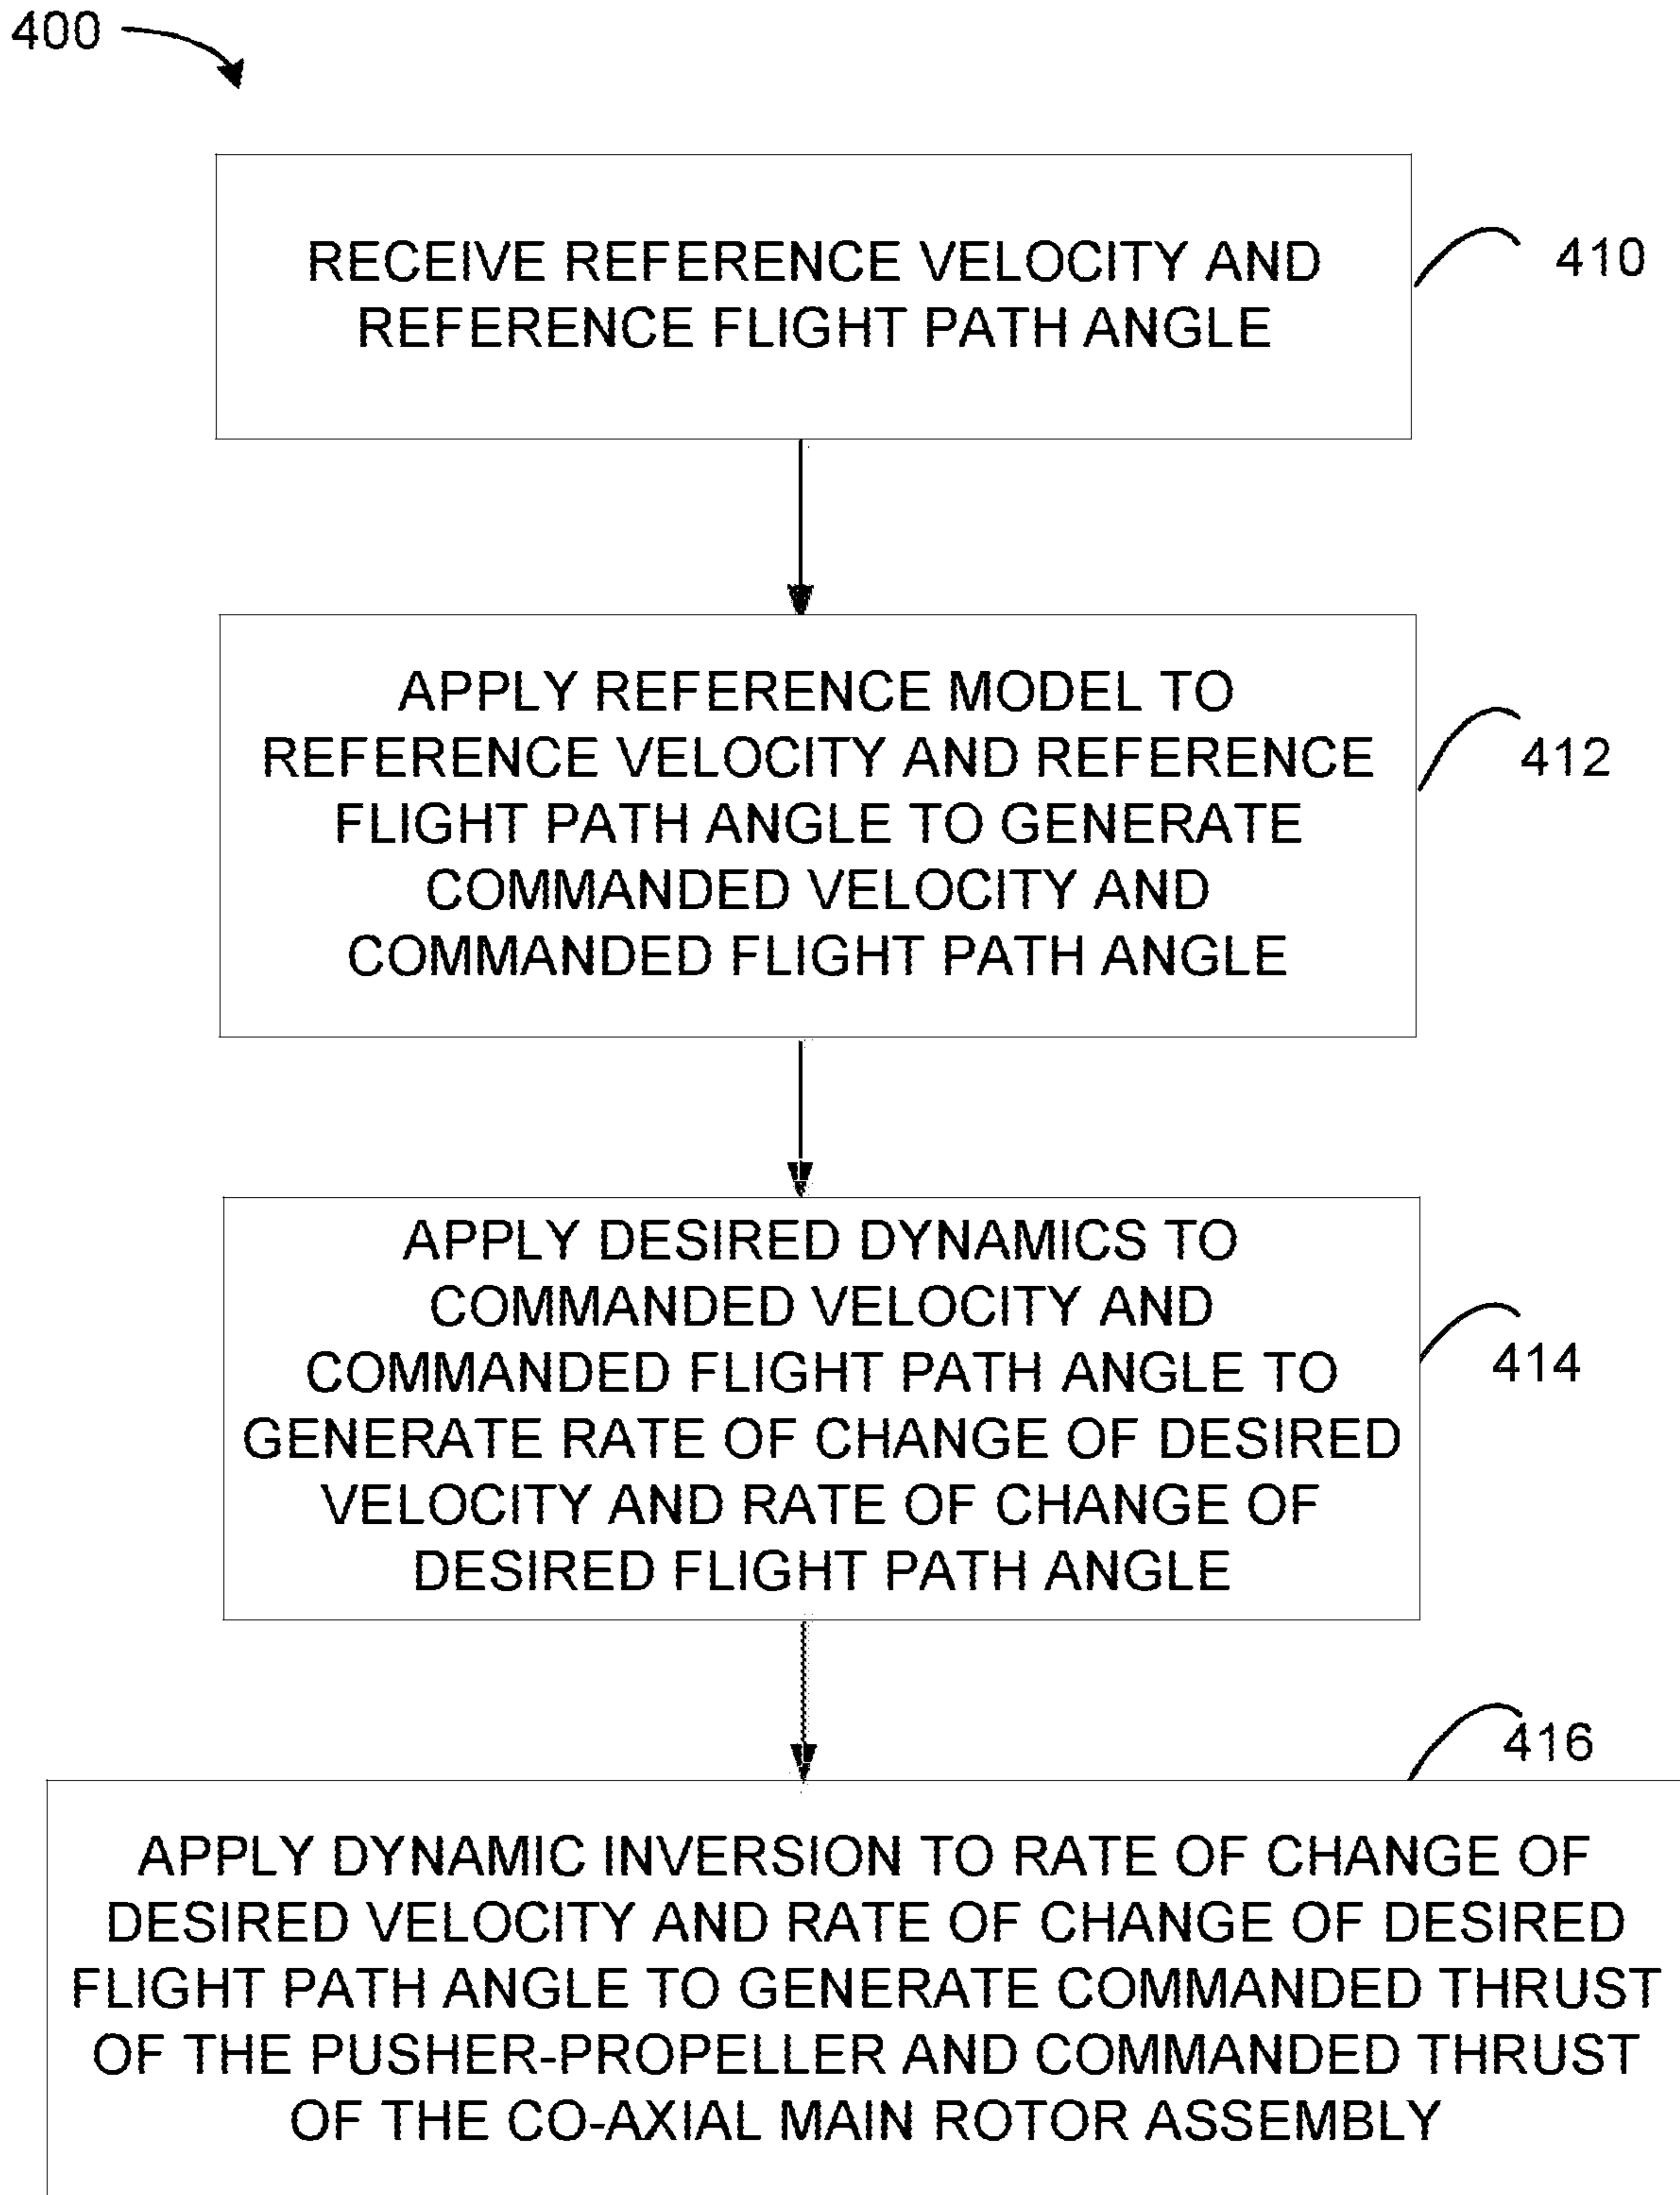 400
RECEIVE REFERENCE VELOCITY AND
REFERENCE FLIGHT PATH ANGLE
410
APPLY REFERENCE MODEL TO
REFERENCE VELOCITY AND REFERENCE
FLIGHT PATH ANGLE TO GENERATE
COMMANDED VELOCITY AND
COMMANDED FLIGHT PATH ANGLE
412
APPLY DESIRED DYNAMICS TO
COMMANDED VELOCITY AND
COMMANDED FLIGHT PATH ANGLE TO
GENERATE RATE OF CHANGE OF DESIRED
VELOCITY AND RATE OF CHANGE OF
DESIRED FLIGHT PATH ANGLE
414
416
APPLY DYNAMIC INVERSION TO RATE OF CHANGE OF
DESIRED VELOCITY AND RATE OF CHANGE OF DESIRED
FLIGHT PATH ANGLE TO GENERATE COMMANDED THRUST
OF THE PUSHER-PROPELLER AND COMMANDED THRUST
OF THE CO-AXIAL MAIN ROTOR ASSEMBLY